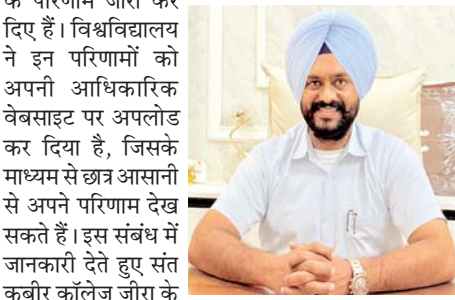 के परिणाम जारी कर
दिए हैं। विश्वविद्यालय
ने इन परिणामों को
अपनी आधिकारिक
वेबसाइट पर अपलोड
कर दिया है, जिसके
माध्यम से छात्र आसानी
से अपने परिणाम देख
सकते हैं। इस संबंध में
जानकारी देते हुए संत
कबीर कॉलेज जीरा के